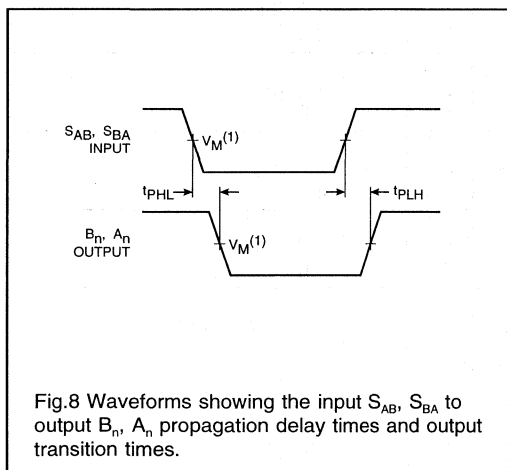 S_AB, S_BA
INPUT
V_M(1)
t_PHL
t_PLH
B_n, A_n
OUTPUT
V_M(1)
Fig.8 Waveforms showing the input S_AB, S_BA to
output B_n, A_n propagation delay times and output
transition times.